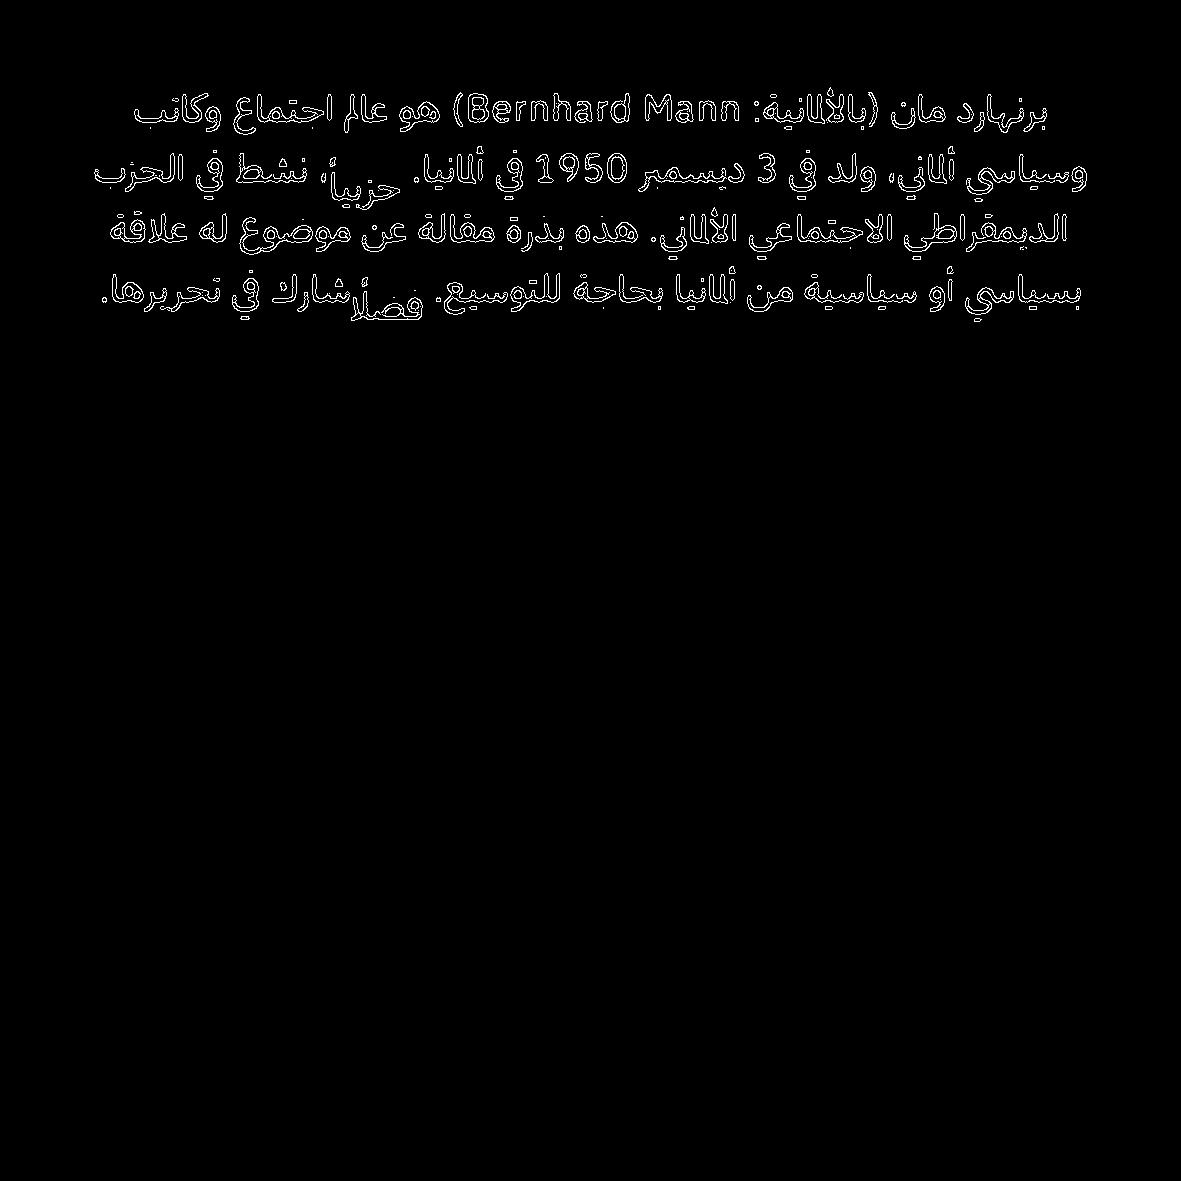 برنهارد مان (بالألمانية: Bernhard Mann) هو عالم اجتماع وكاتب
وسياسي ألماني، ولد في 3 ديسمبر 1950 في ألمانيا. حزبياً، نشط في الحزب
الديمقراطي الاجتماعي الألماني. هذه بذرة مقالة عن موضوع له علاقة
بسياسي أو سياسية من ألمانيا بحاجة للتوسيع. فضلًا شارك في تحريرها.